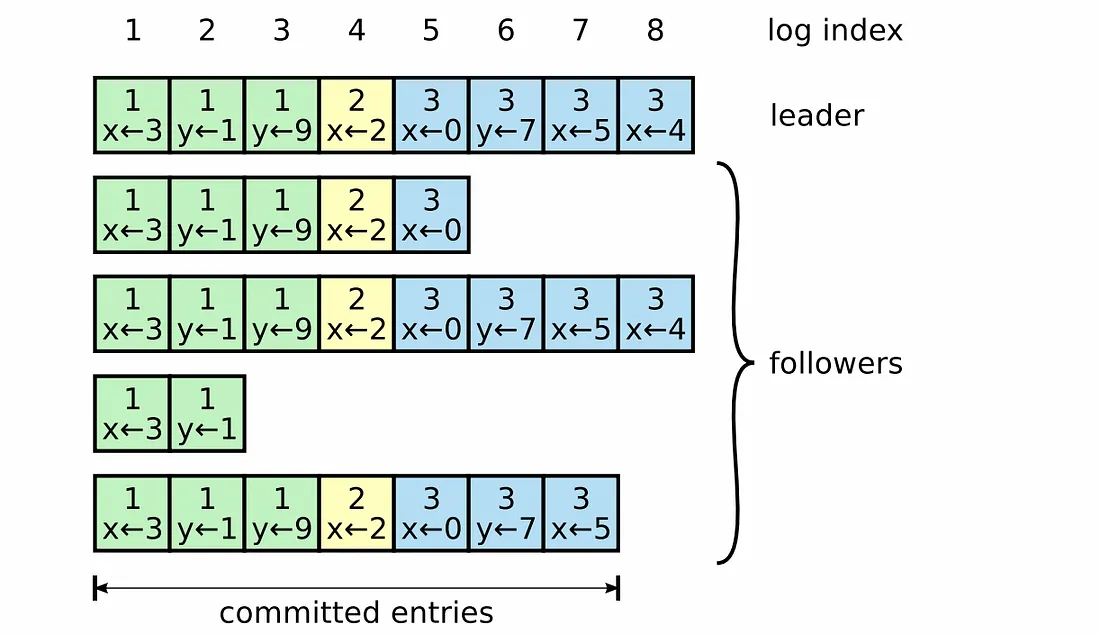 1 2 3 4 5 6 7 8 log index
1 1 1 2 3 3 3 3
x←3 y←1 y←9 x←2 x←0 y←7 x←5 x←4
leader
1 1 1 2 3
x←3 y←1 y←9 x←2 x←0
1 1 1 2 3 3 3 3
x←3 y←1 y←9 x←2 x←0 y←7 x←5 x←4
followers
1 1
x←3 y←1
1 1 1 2 3 3 3
x←3 y←1 y←9 x←2 x←0 y←7 x←5
committed entries